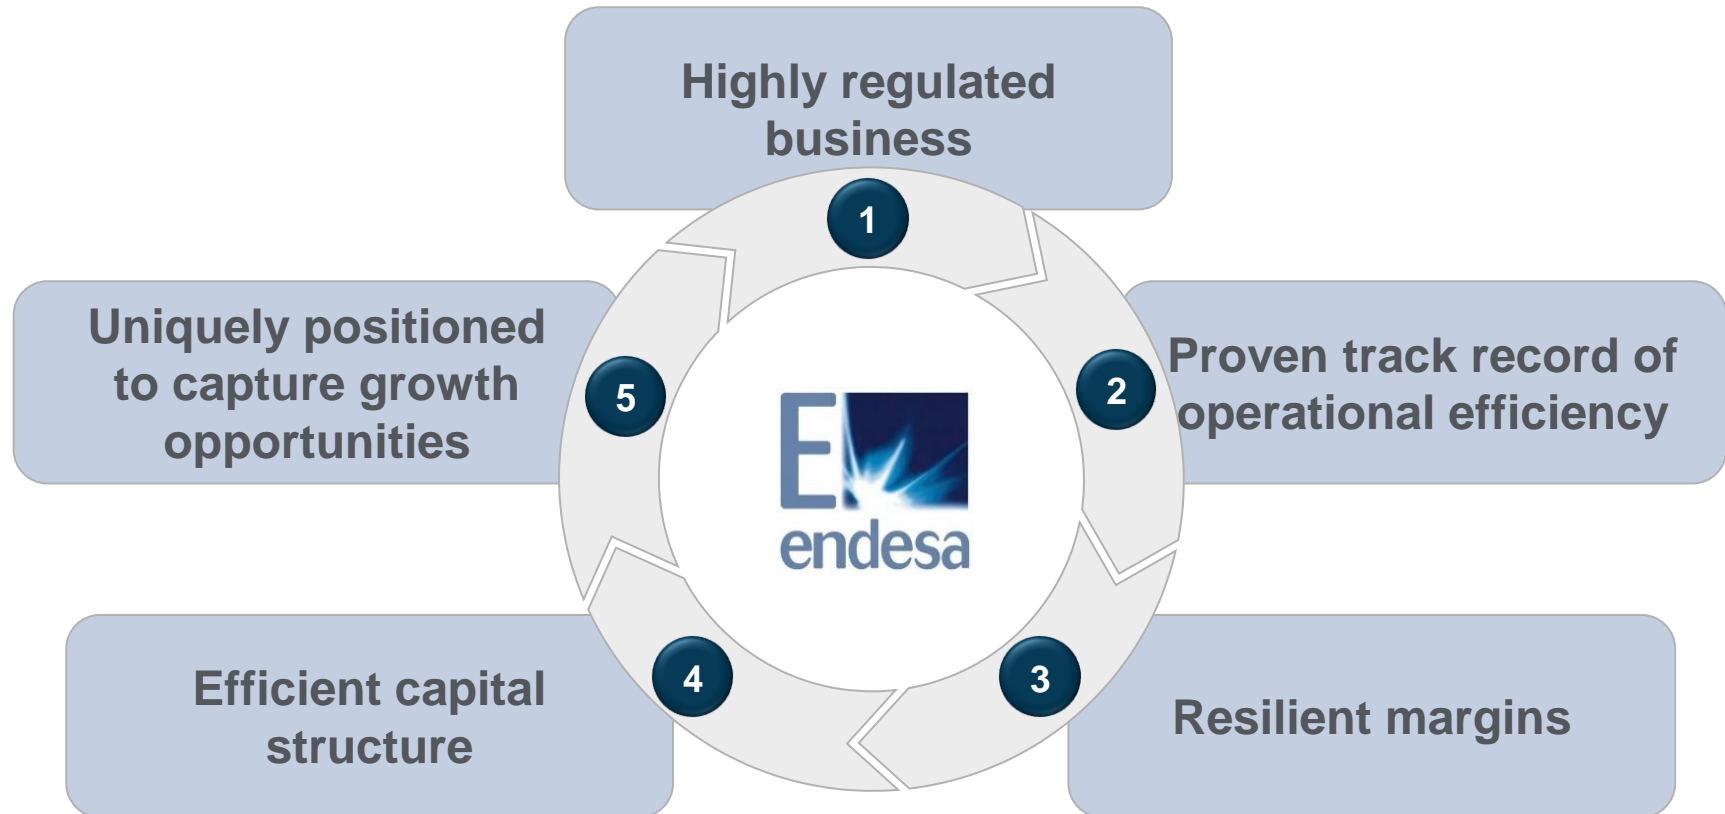 Highly regulated
business
1
2
Proven track record of
operational efficiency
3
Resilient margins
4
Efficient capital
structure
5
Uniquely positioned
to capture growth
opportunities
E
endesa